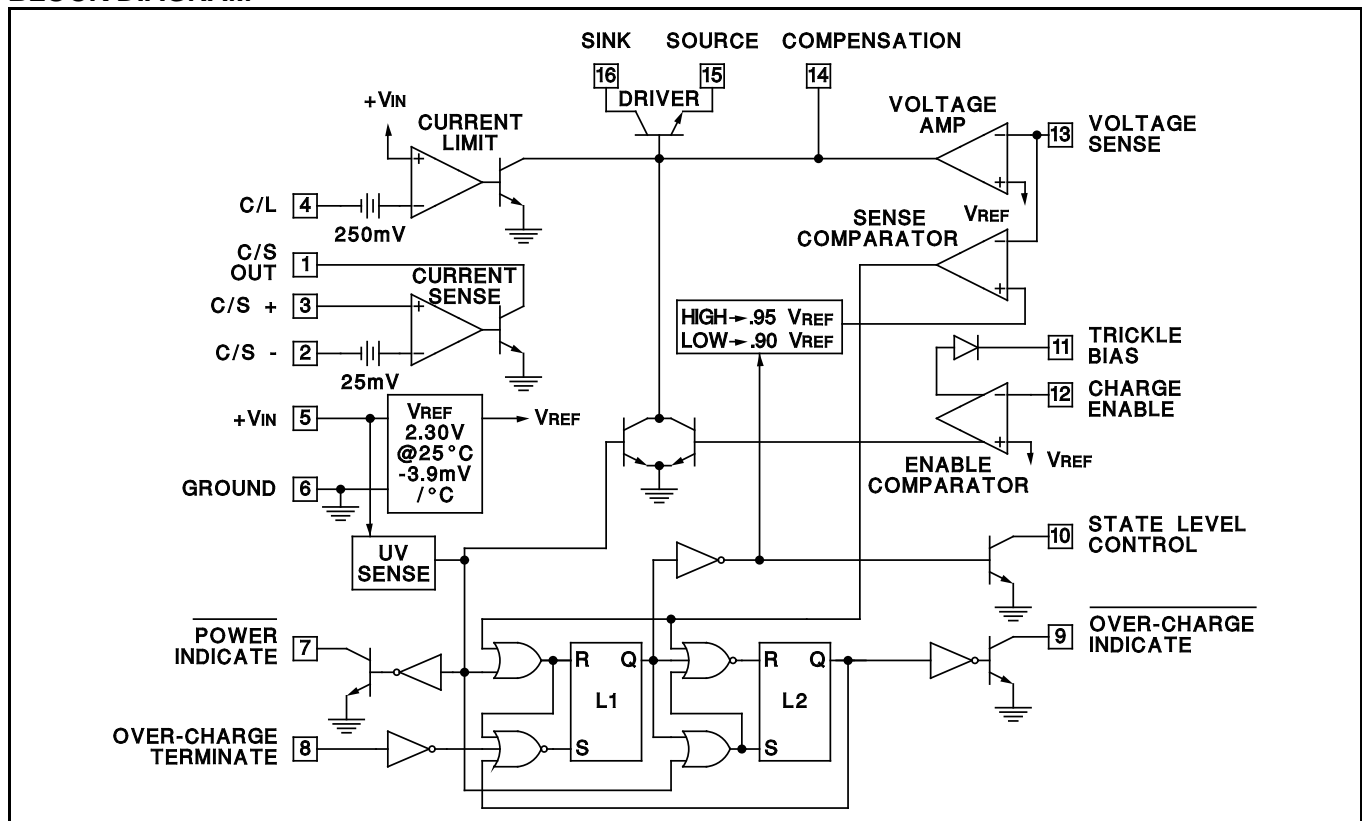 SINK SOURCE COMPENSATION
16 15 14
DRIVER
+VIN
CURRENT
LIMIT
+
−
C/L 4
250mV
VOLTAGE
AMP
−
+
13 VOLTAGE
SENSE
VREF
C/S
OUT 1
CURRENT
SENSE
C/S + 3
+
−
C/S - 2
25mV
SENSE
COMPARATOR
−
+
HIGH→.95 VREF
LOW→.90 VREF
11 TRICKLE
BIAS
12 CHARGE
ENABLE
−
+
VREF
ENABLE
COMPARATOR
+VIN 5
VREF
2.30V
@25°C
-3.9mV
/°C
VREF
GROUND 6
UV
SENSE
10 STATE LEVEL
CONTROL
POWER
INDICATE 7
9 OVER-CHARGE
INDICATE
R Q
L1
S
R Q
L2
S
OVER-CHARGE
TERMINATE 8